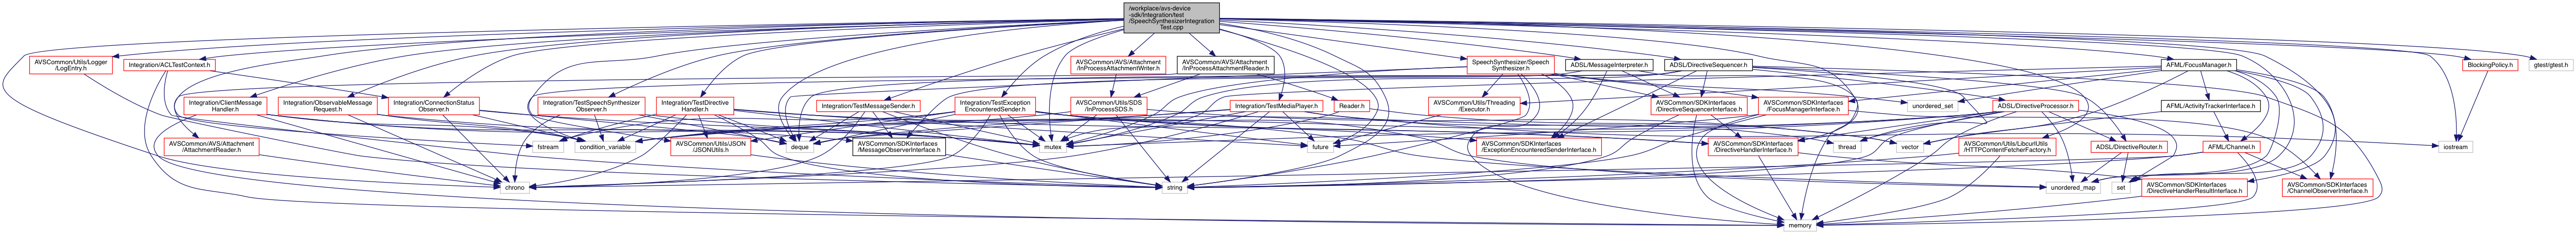 /workplace/avs-device
-sdk/Integration/test
/SpeechSynthesizerIntegration
Test.cpp
AVSCommon/Utils/Logger
/LogEntry.h
Integration/ACLTestContext.h
AVSCommon/AVS/Attachment
/InProcessAttachmentWriter.h
AVSCommon/AVS/Attachment
/InProcessAttachmentReader.h
SpeechSynthesizer/Speech
Synthesizer.h
ADSL/MessageInterpreter.h
ADSL/DirectiveSequencer.h
AFML/FocusManager.h
BlockingPolicy.h
gtest/gtest.h
Integration/ClientMessage
Handler.h
Integration/ObservableMessage
Request.h
Integration/ConnectionStatus
Observer.h
Integration/TestSpeechSynthesizer
Observer.h
Integration/TestDirective
Handler.h
Integration/TestMessageSender.h
Integration/TestException
EncounteredSender.h
AVSCommon/Utils/SDS
/InProcessSDS.h
Integration/TestMediaPlayer.h
Reader.h
AVSCommon/Utils/Threading
/Executor.h
AVSCommon/SDKInterfaces
/DirectiveSequencerInterface.h
AVSCommon/SDKInterfaces
/FocusManagerInterface.h
unordered_set
ADSL/DirectiveProcessor.h
AFML/ActivityTrackerInterface.h
AVSCommon/AVS/Attachment
/AttachmentReader.h
fstream
condition_variable
AVSCommon/Utils/JSON
/JSONUtils.h
deque
AVSCommon/SDKInterfaces
/MessageObserverInterface.h
mutex
future
AVSCommon/SDKInterfaces
/ExceptionEncounteredSenderInterface.h
AVSCommon/SDKInterfaces
/DirectiveHandlerInterface.h
thread
vector
AVSCommon/Utils/LibcurlUtils
/HTTPContentFetcherFactory.h
ADSL/DirectiveRouter.h
AFML/Channel.h
iostream
chrono
string
unordered_map
set
AVSCommon/SDKInterfaces
/DirectiveHandlerResultInterface.h
AVSCommon/SDKInterfaces
/ChannelObserverInterface.h
memory